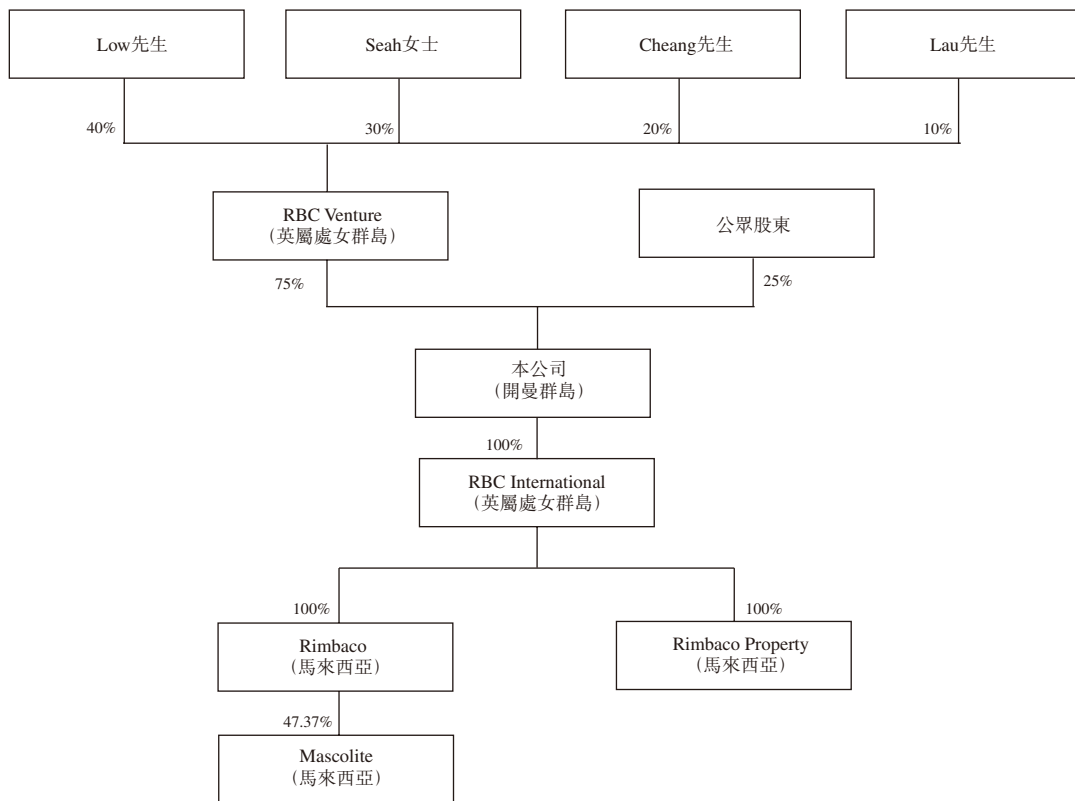 Low先生
Seah女士
Cheang先生
Lau先生
40%
30%
20%
10%
RBC Venture
(英屬處女群島)
公眾股東
75%
25%
本公司
(開曼群島)
100%
RBC International
(英屬處女群島)
100%
100%
Rimbaco
(馬來西亞)
Rimbaco Property
(馬來西亞)
47.37%
Mascolite
(馬來西亞)